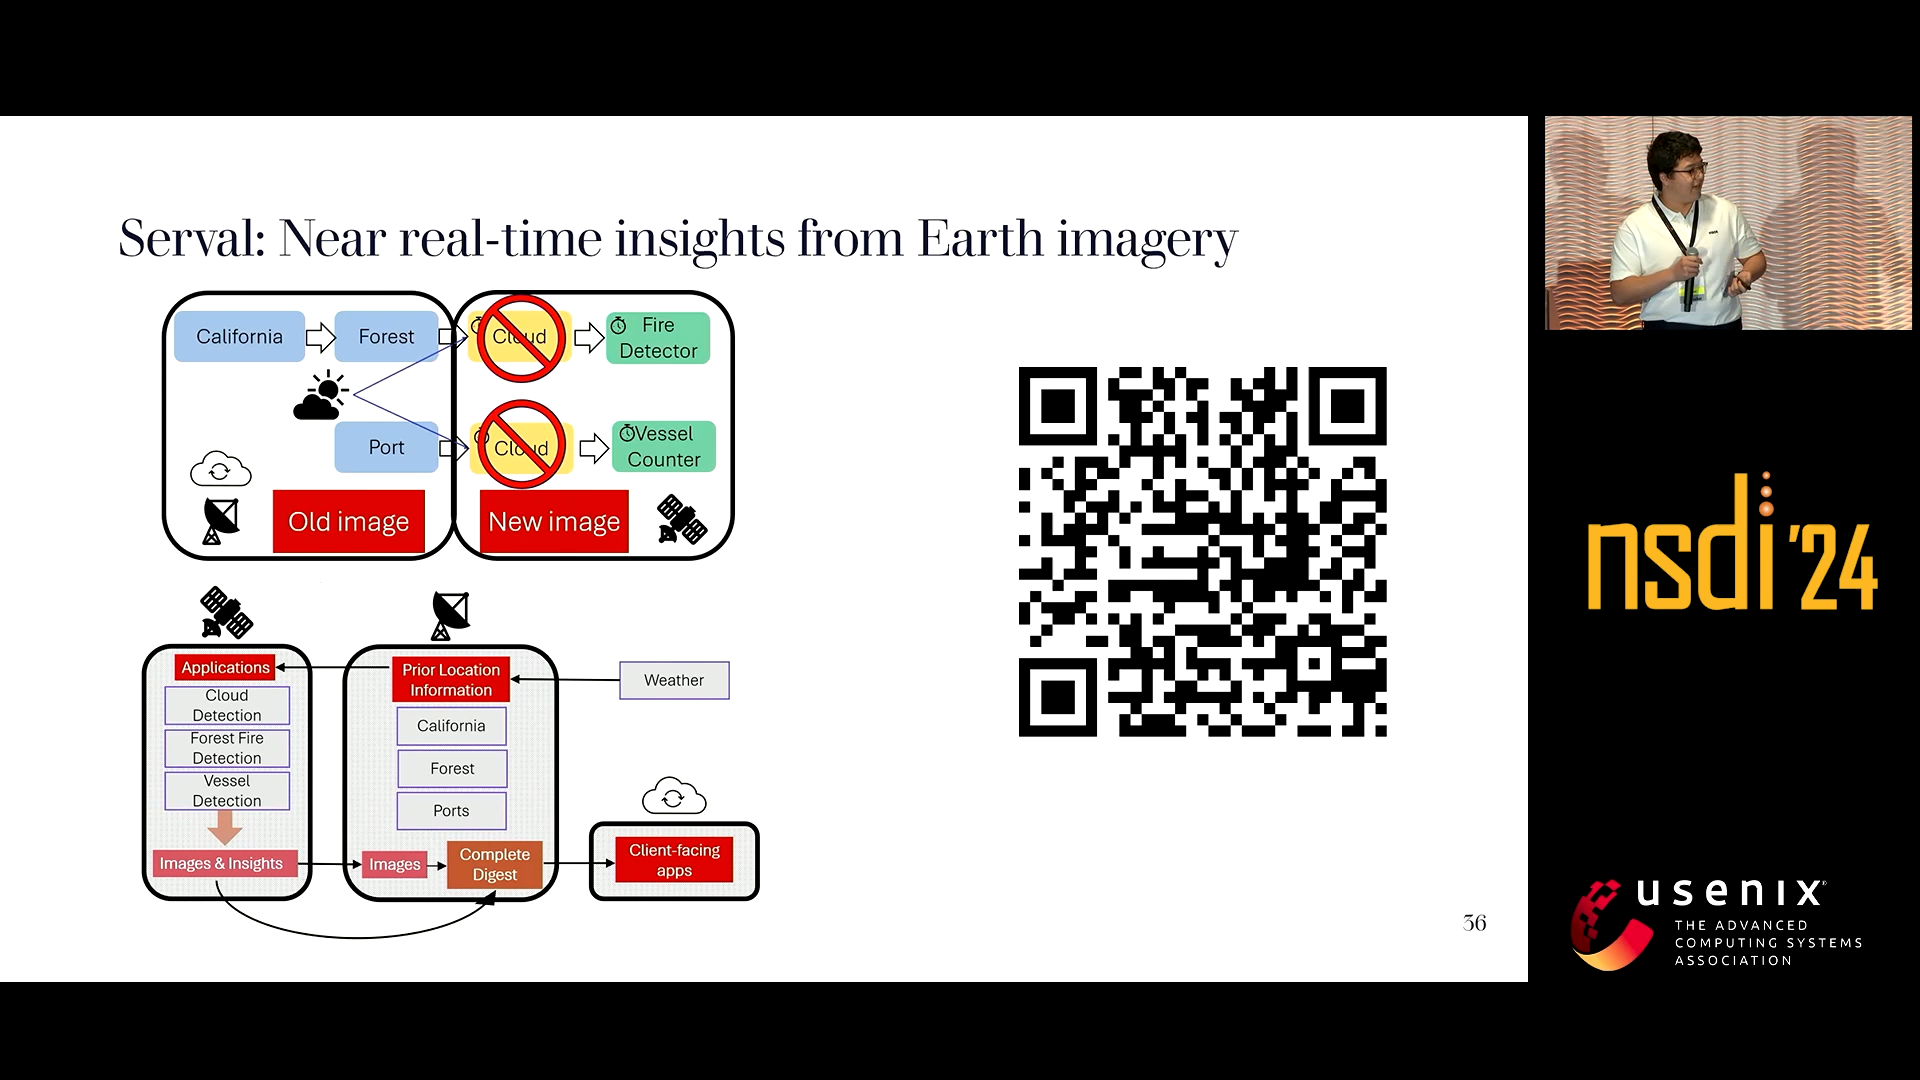 Serval: Near real-time insights from Earth imagery
California
Forest
Cloud
Fire
Detector
Port
Cloud
Vessel
Counter
Old image
New image
Applications
Cloud
Detection
Forest Fire
Detection
Vessel
Detection
Images & Insights
Prior Location
Information
California
Forest
Ports
Images
Complete
Digest
Weather
Client-facing
apps
36
nsdi '24
usenix
THE ADVANCED
COMPUTING SYSTEMS
ASSOCIATION